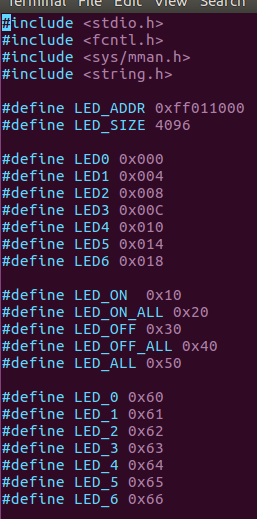 Terminal File Edit View Search
#include <stdio.h>
#include <fcntl.h>
#include <sys/mman.h>
#include <string.h>
#define LED_ADDR 0xff011000
#define LED_SIZE 4096
#define LED0 0x000
#define LED1 0x004
#define LED2 0x008
#define LED3 0x00C
#define LED4 0x010
#define LED5 0x014
#define LED6 0x018
#define LED_ON  0x10
#define LED_ON_ALL 0x20
#define LED_OFF 0x30
#define LED_OFF_ALL 0x40
#define LED_ALL 0x50
#define LED_0 0x60
#define LED_1 0x61
#define LED_2 0x62
#define LED_3 0x63
#define LED_4 0x64
#define LED_5 0x65
#define LED_6 0x66